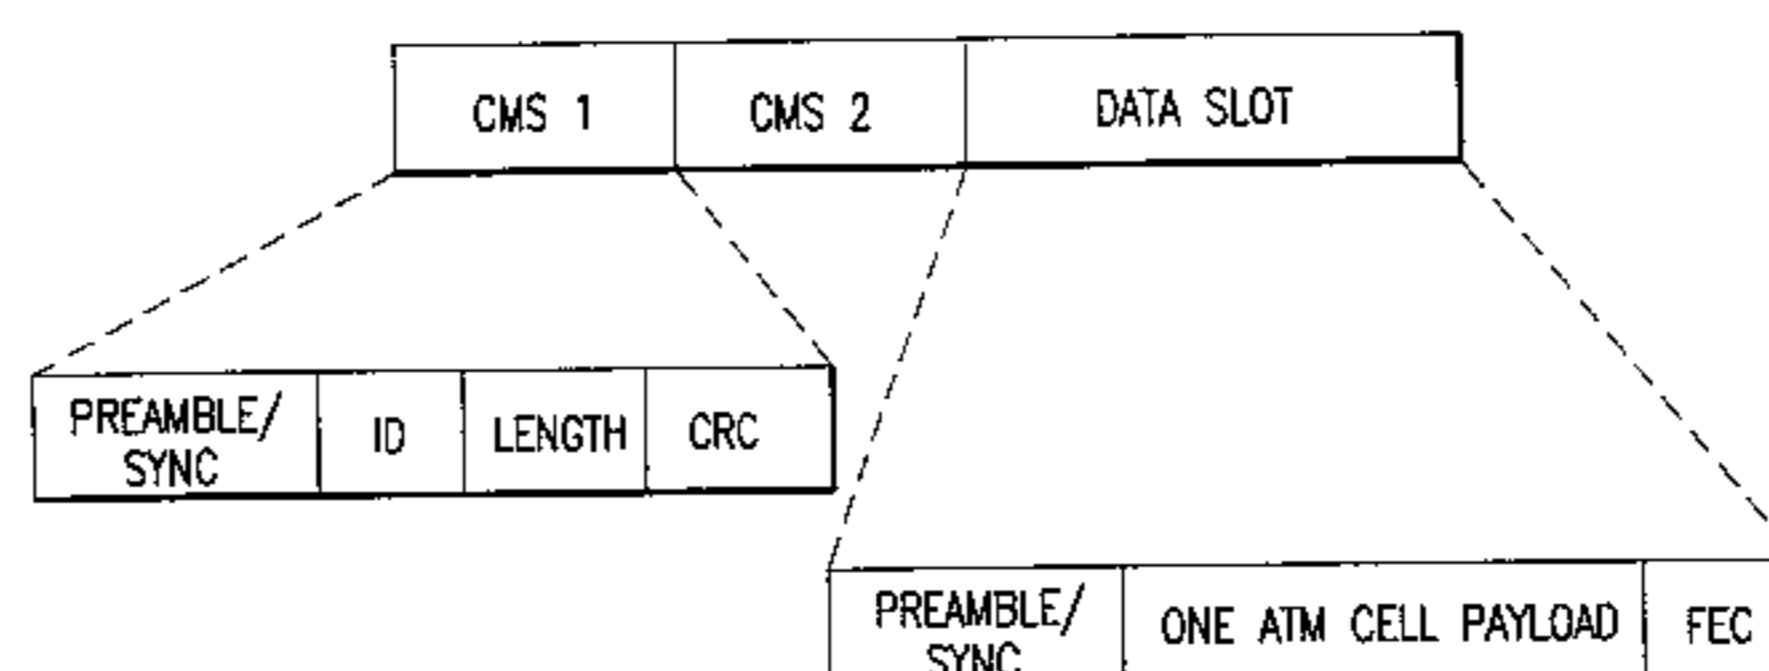 CMS 1 CMS 2 DATA SLOT
PREAMBLE/
SYNC
ID
LENGTH
CRC
PREAMBLE/
SYNC
ONE ATM CELL PAYLOAD
FEC